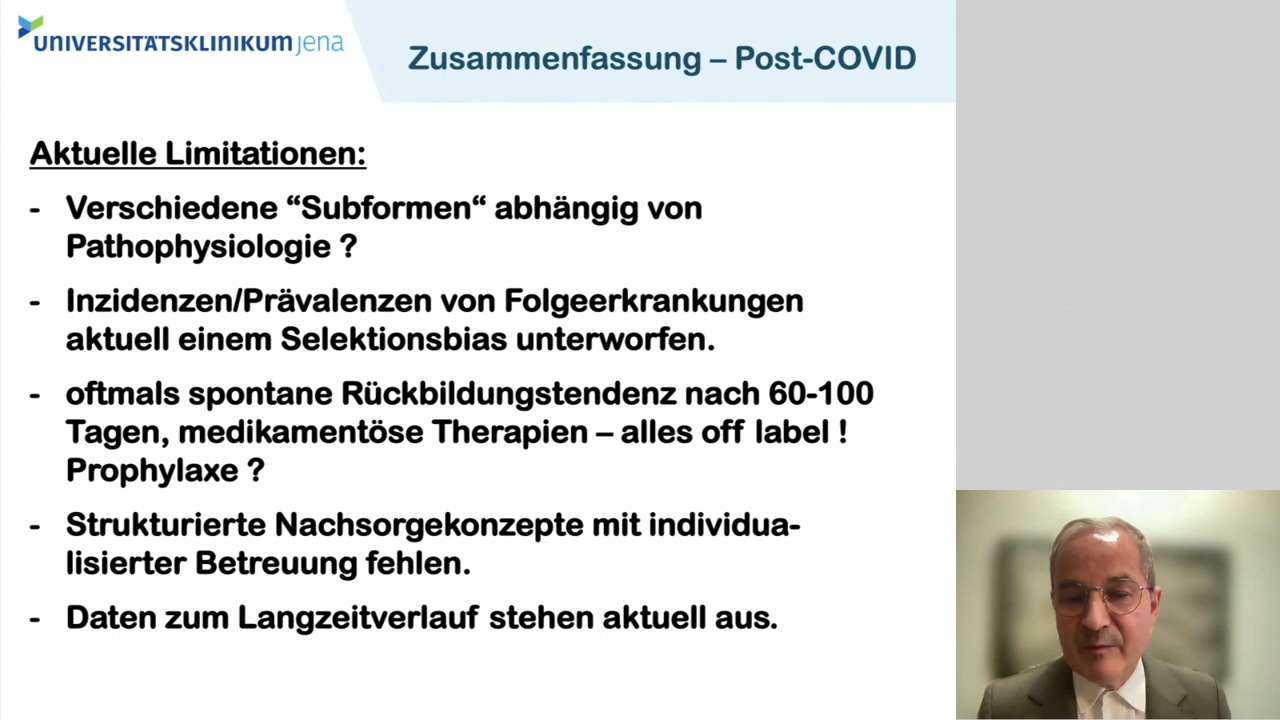 UNIVERSITÄTSKLINIKUM jena
Zusammenfassung – Post-COVID
Aktuelle Limitationen:
- Verschiedene “Subformen“ abhängig von
Pathophysiologie ?
- Inzidenzen/Prävalenzen von Folgeerkrankungen
aktuell einem Selektionsbias unterworfen.
- oftmals spontane Rückbildungstendenz nach 60-100
Tagen, medikamentöse Therapien – alles off label !
Prophylaxe ?
- Strukturierte Nachsorgekonzepte mit individua-
lisierter Betreuung fehlen.
- Daten zum Langzeitverlauf stehen aktuell aus.